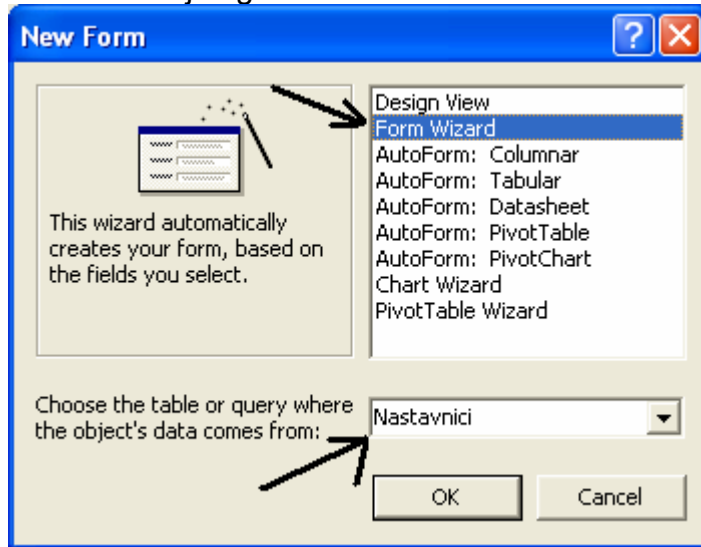 New Form
Design View
Form Wizard
AutoForm: Columnar
AutoForm: Tabular
AutoForm: Datasheet
AutoForm: PivotTable
AutoForm: PivotChart
Chart Wizard
PivotTable Wizard
This wizard automatically
creates your form, based on
the fields you select.
Choose the table or query where
the object's data comes from:
Nastavnici
OK
Cancel